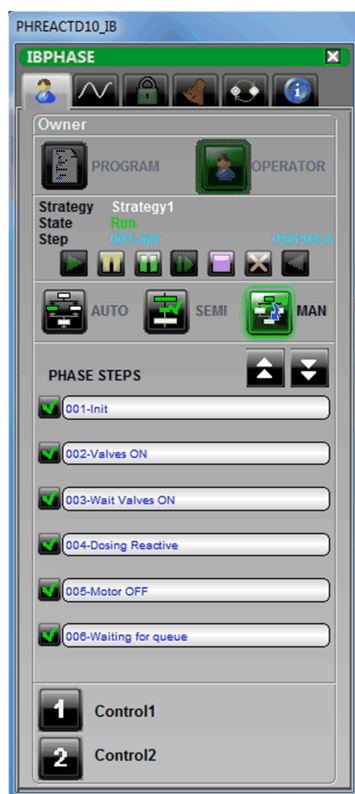 PHREACTD10_IB
IBPHASE
Owner
PROGRAM OPERATOR
Strategy Strategy1
State Run
Step 001-Init 0:01:04.4
AUTO SEMI MAN
PHASE STEPS
001-Init
002-Valves ON
003-Wait Valves ON
004-Dosing Reactive
005-Motor OFF
006-Waiting for queue
1 Control1
2 Control2